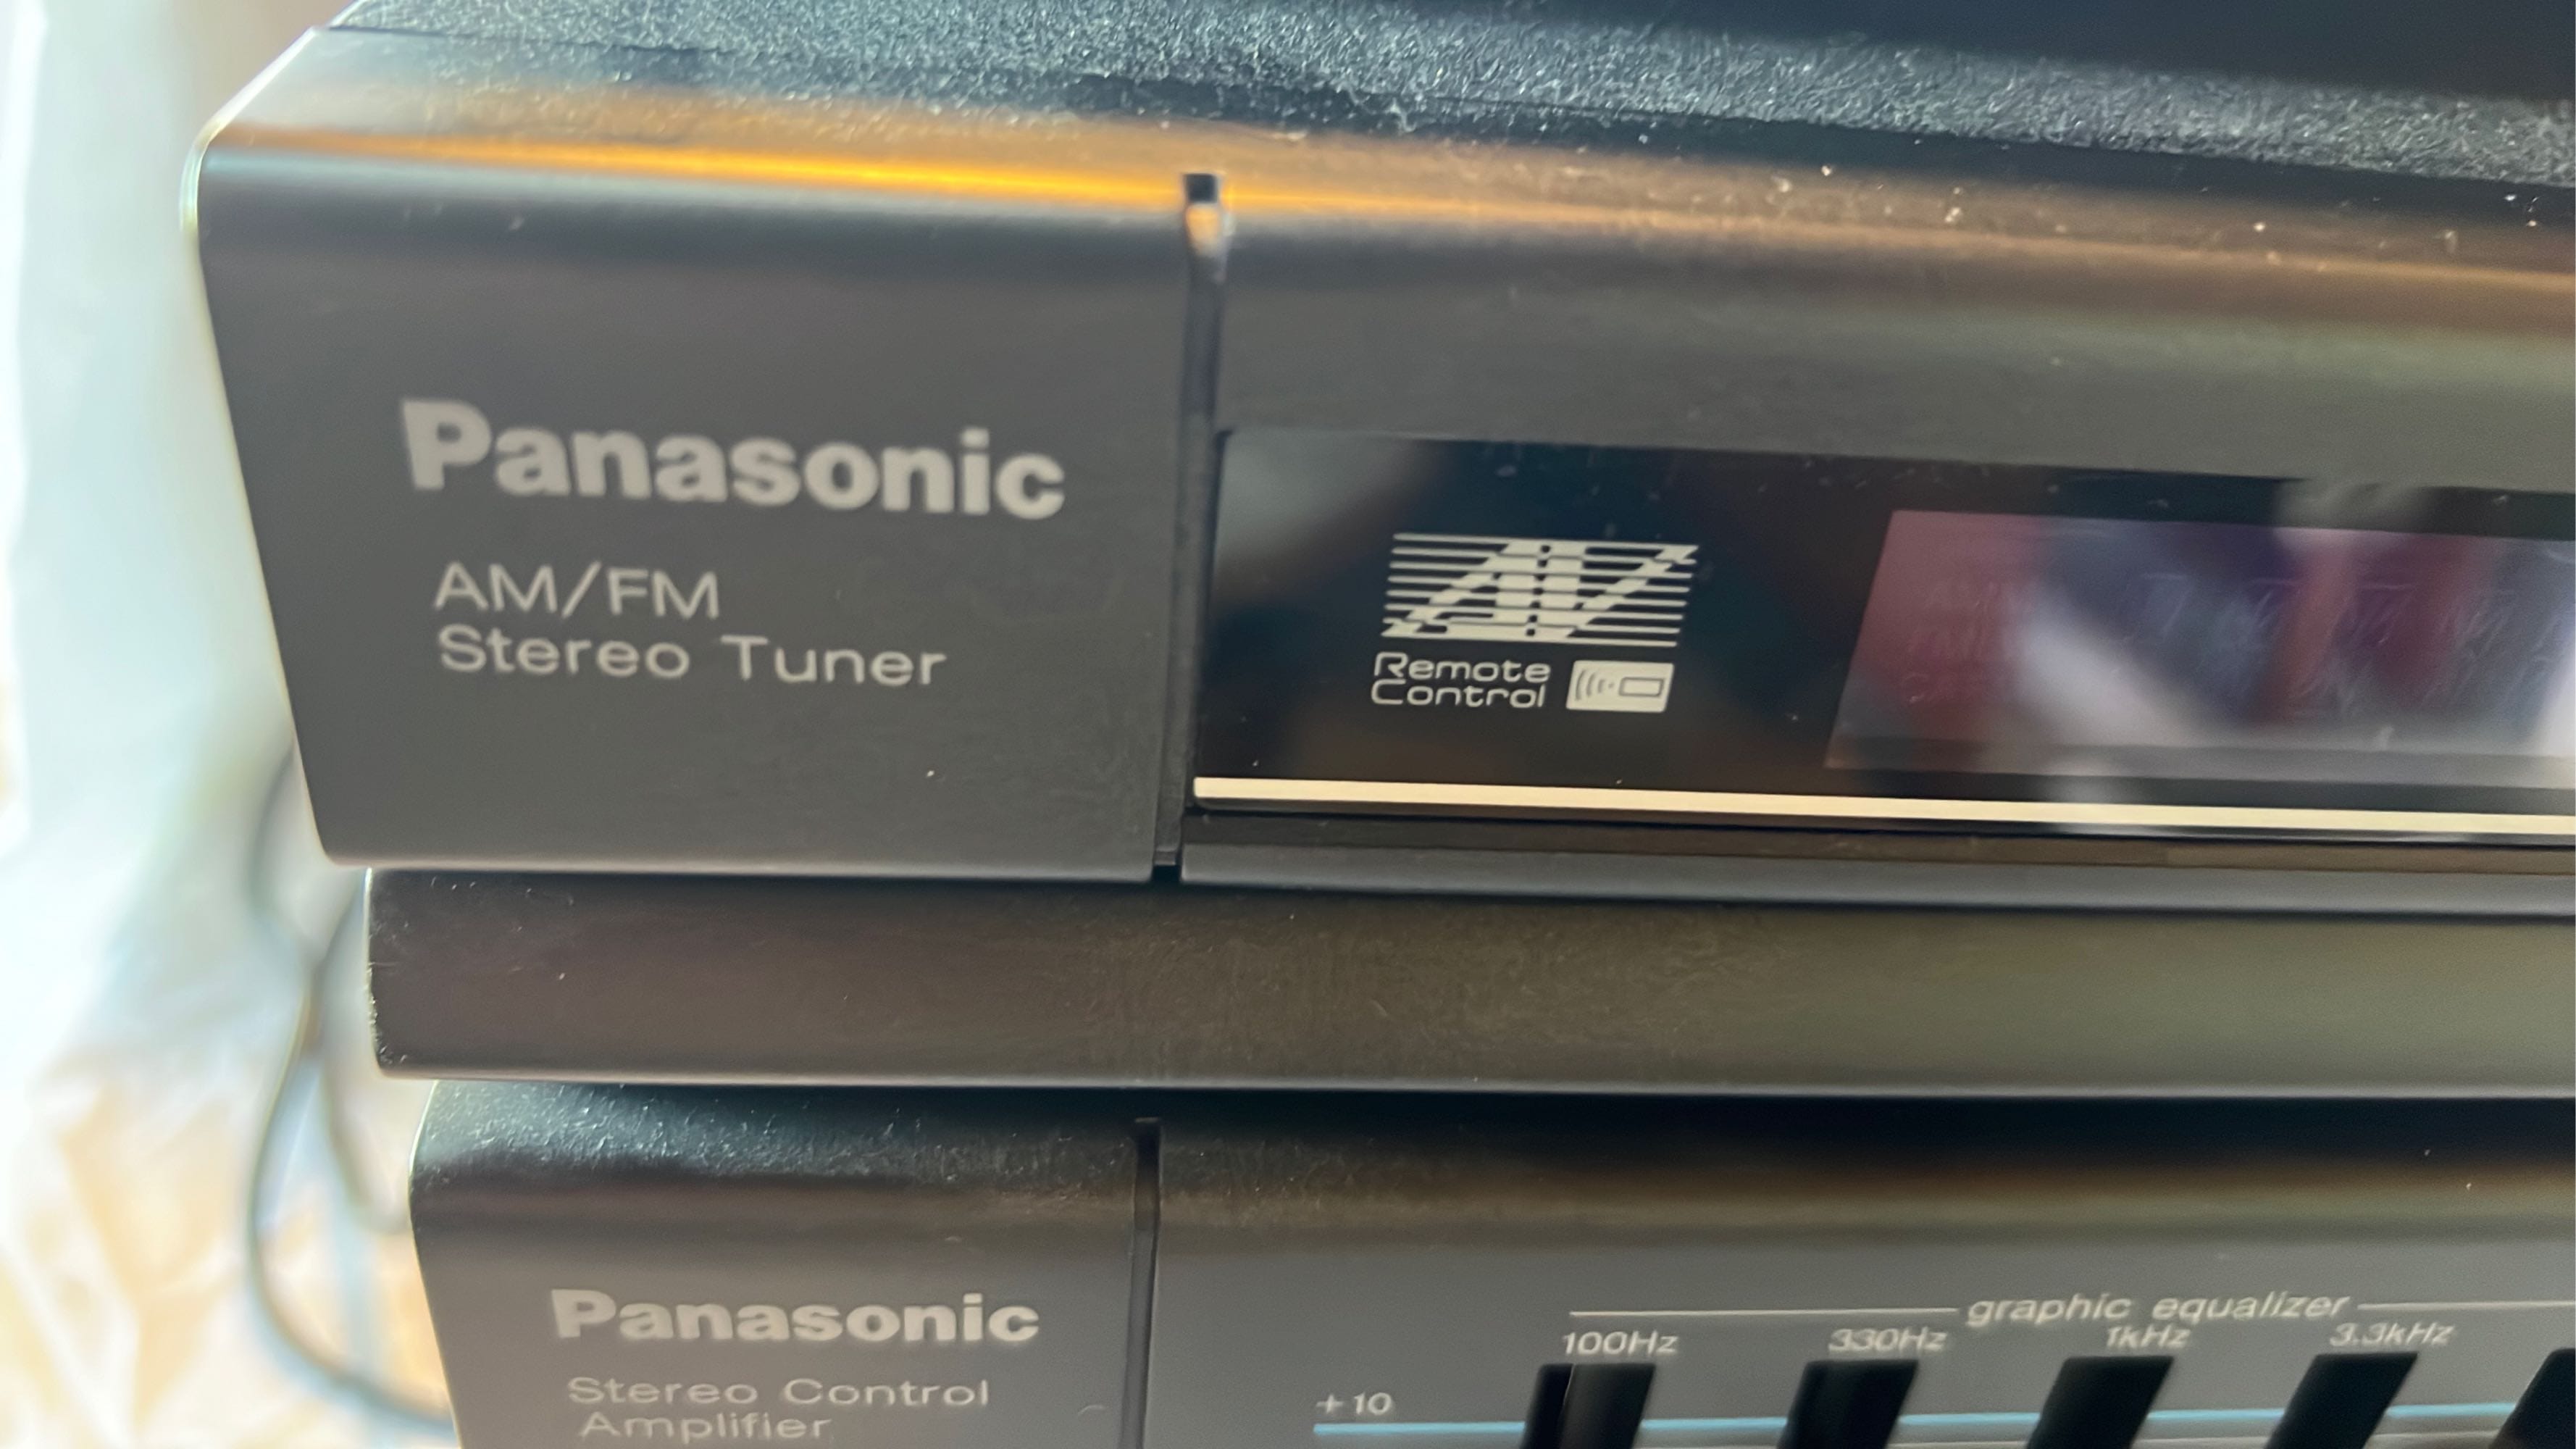 Panasonic
AM/FM
Stereo Tuner
AV
Remote
Control
Panasonic
Stereo Control
Amplifier
graphic equalizer
100Hz 330Hz 1kHz 3.3kHz
+10